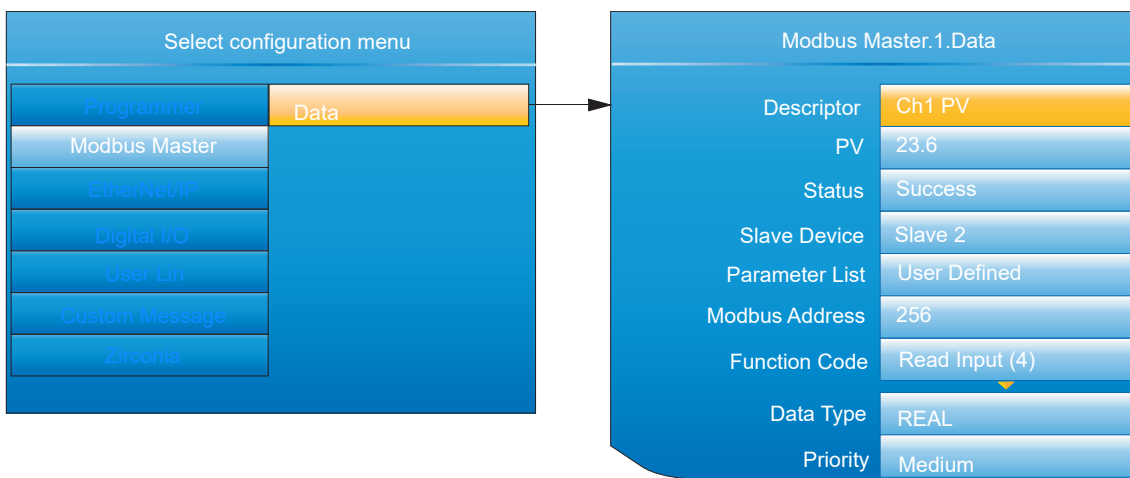 Select configuration menu
Programmer
Data
Modbus Master
EtherNet/IP
Digital I/O
User Lin
Custom Message
Zirconia
Modbus Master.1.Data
Descriptor Ch1 PV
PV 23.6
Status Success
Slave Device Slave 2
Parameter List User Defined
Modbus Address 256
Function Code Read Input (4)
Data Type REAL
Priority Medium